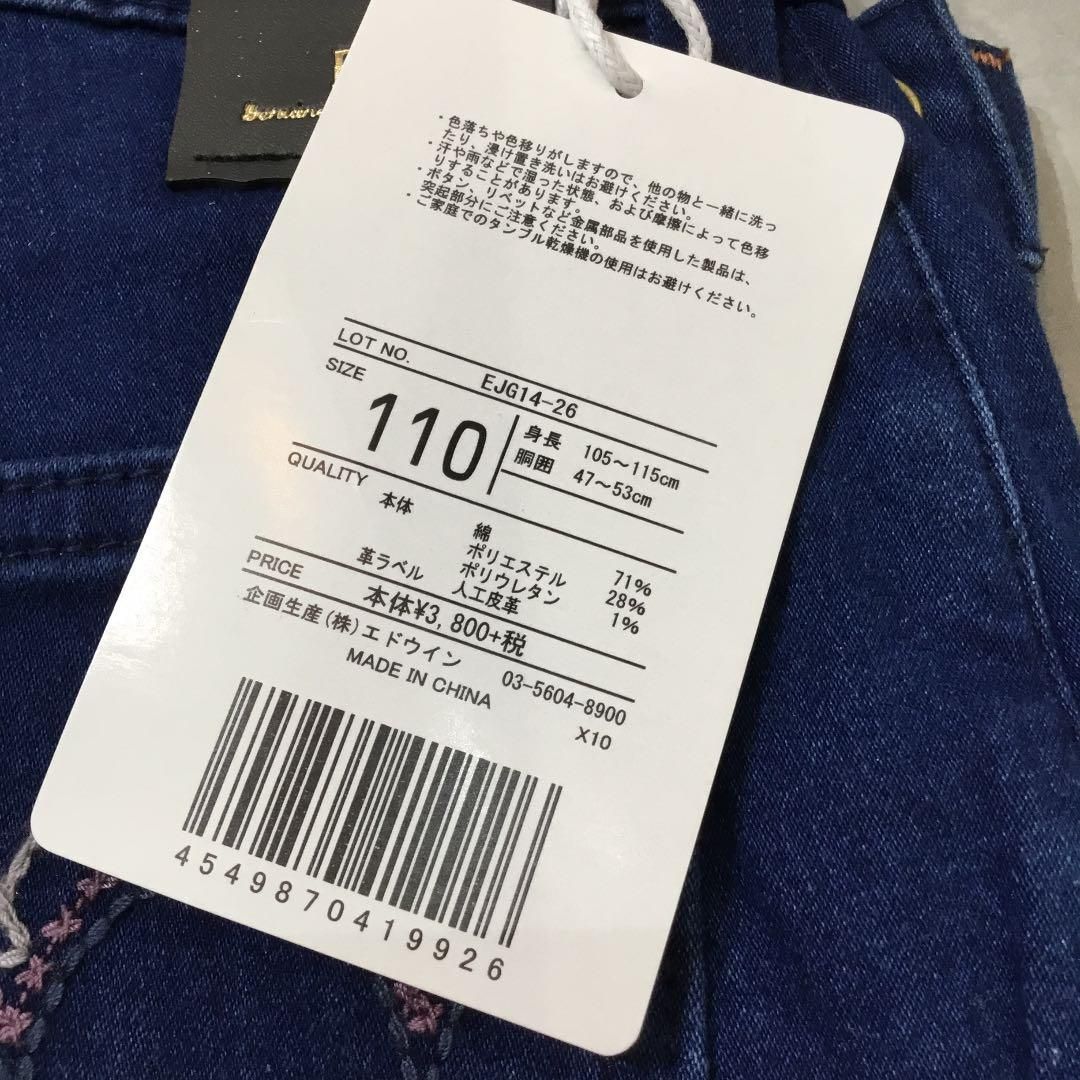 ・色落ちや色移りがしますので、他の物と一緒に洗っ
たり、浸け置き洗いはお避けください。
・汗や雨などで湿った状態、および摩擦によって色移
りすることがあります。
・ボタン、リベットなど金属部品を使用した製品は、
突起部分にご注意ください。
・ご家庭でのタンブル乾燥機の使用はお避けください。
LOT NO. EJG14-26
SIZE 110
身長 105～115cm
胴囲 47～53cm
QUALITY 本体 綿 71%
ポリエステル 28%
ポリウレタン 1%
革ラベル 人工皮革
PRICE 本体¥3,800+税
企画生産(株)エドウイン 03-5604-8900
MADE IN CHINA X10
4549870419926